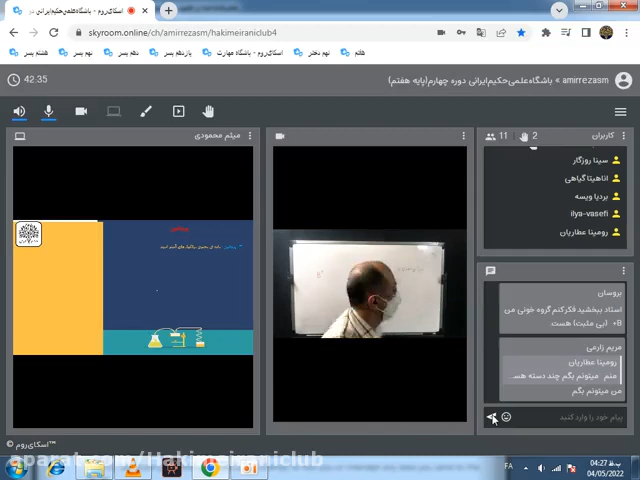 اسکای‌روم - باشگاه‌علمی‌حکیم‌ایرانی دو
skyroom.online/ch/amirrezasm/hakimeiraniclub4
هشتم پسر
نهم پسر
دهم پسر
یازدهم پسر
اسکای‌روم - باشگاه مهارت
نهم دختر
هفتم
42.35
amirrezasm » باشگاه‌علمی‌حکیم‌ایرانی دوره چهارم(پایه هفتم)
میثم محمودی
کاربران
2
11
سینا روزگار
اناهیتا گیاهی
بردیا ویسه
ilya-vasefi
رومینا عطاریان
بروسان
استاد ببخشید فکرکنم گروه خونی من
B+ (بی مثبت) هست.
مریم زارعی
رومینا عطاریان
منم میتونم بگم چند دسته هس...
من میتونم بگم
پیام خود را وارد کنید
© اسکای‌روم™
aparat.com/Hakimeiraniclub
FA
04:27 ب.ظ
04/05/2022